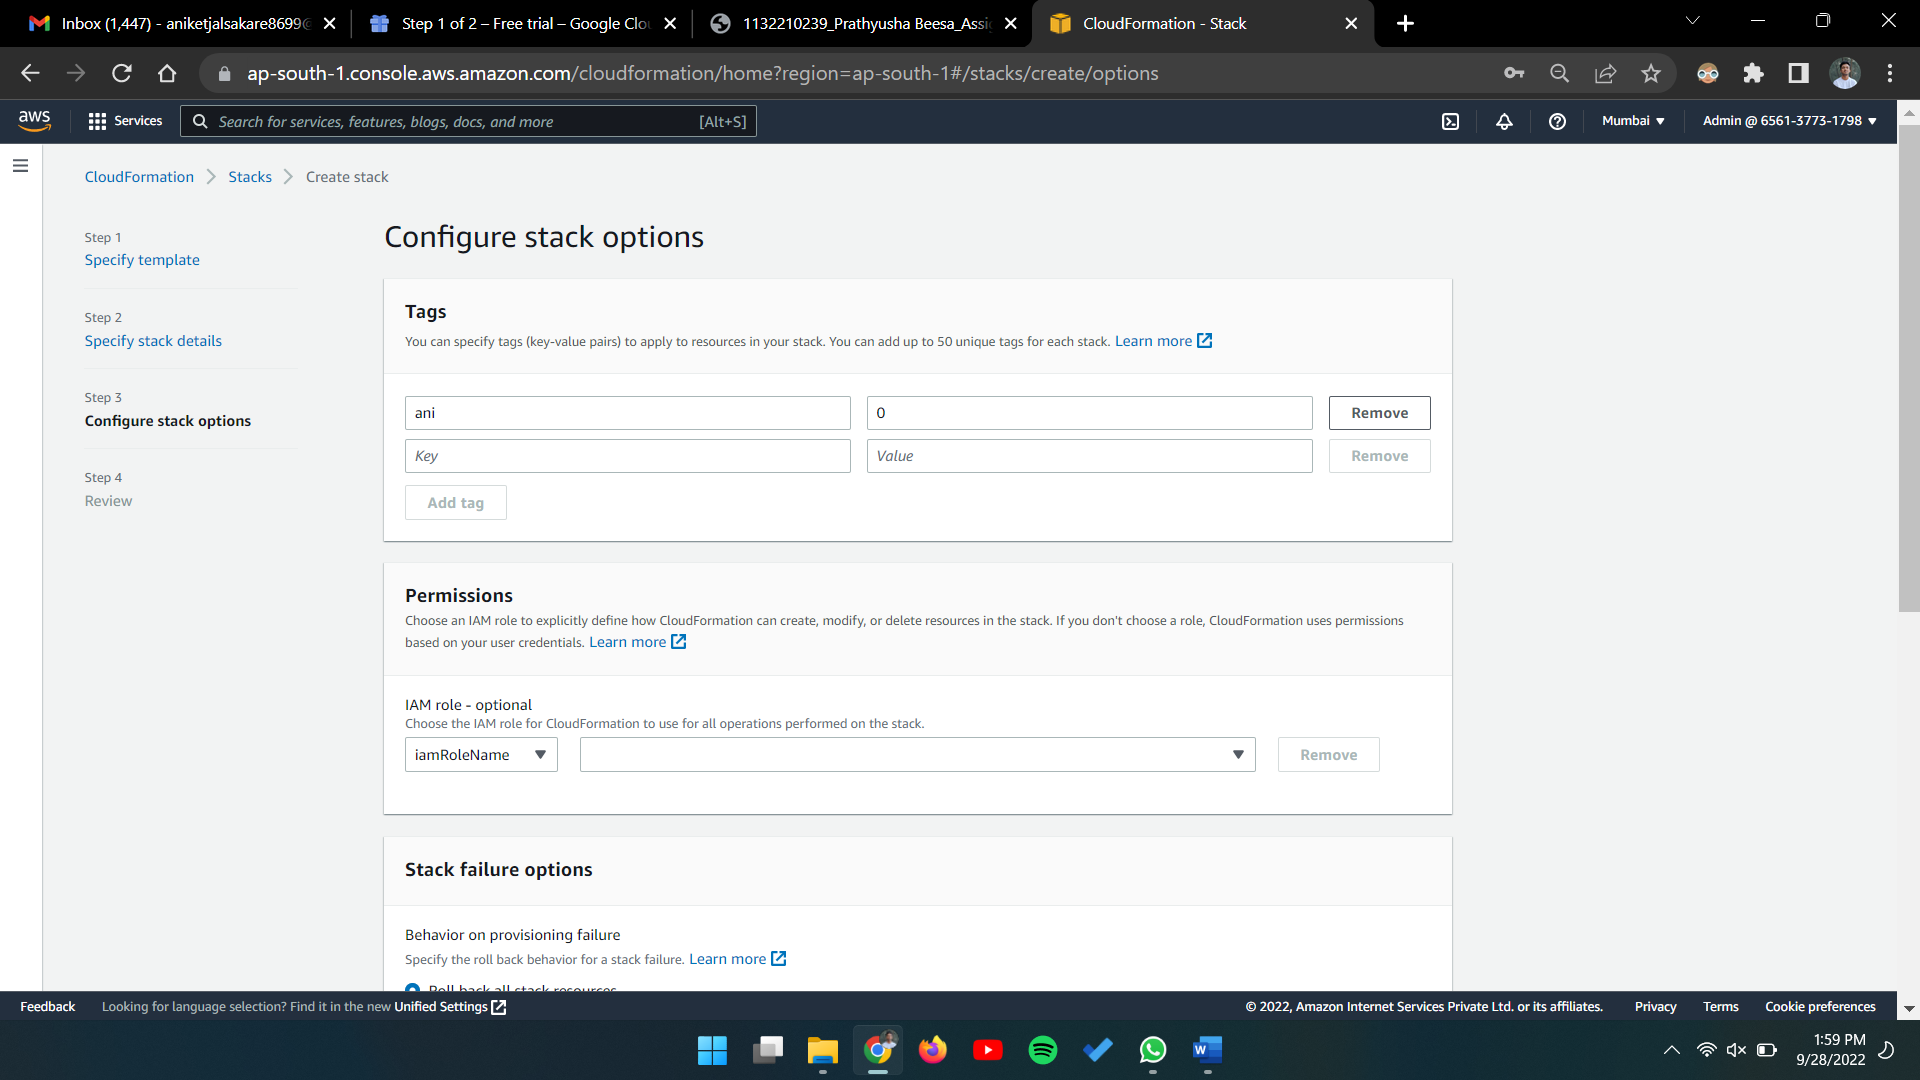 Inbox (1,447) - aniketjalsakare8699@
Step 1 of 2 – Free trial – Google Clo
1132210239_Prathyusha Beesa_Assi
CloudFormation - Stack
ap-south-1.console.aws.amazon.com/cloudformation/home?region=ap-south-1#/stacks/create/options
aws
Services
Search for services, features, blogs, docs, and more
[Alt+S]
Mumbai
Admin @ 6561-3773-1798
CloudFormation
Stacks
Create stack
Step 1
Specify template
Step 2
Specify stack details
Step 3
Configure stack options
Step 4
Review
Configure stack options
Tags
You can specify tags (key-value pairs) to apply to resources in your stack. You can add up to 50 unique tags for each stack. Learn more
ani
0
Remove
Key
Value
Remove
Add tag
Permissions
Choose an IAM role to explicitly define how CloudFormation can create, modify, or delete resources in the stack. If you don't choose a role, CloudFormation uses permissions
based on your user credentials. Learn more
IAM role - optional
Choose the IAM role for CloudFormation to use for all operations performed on the stack.
iamRoleName
Remove
Stack failure options
Behavior on provisioning failure
Specify the roll back behavior for a stack failure. Learn more
Roll back all stack resources
Feedback
Looking for language selection? Find it in the new Unified Settings
© 2022, Amazon Internet Services Private Ltd. or its affiliates.
Privacy
Terms
Cookie preferences
1:59 PM
9/28/2022